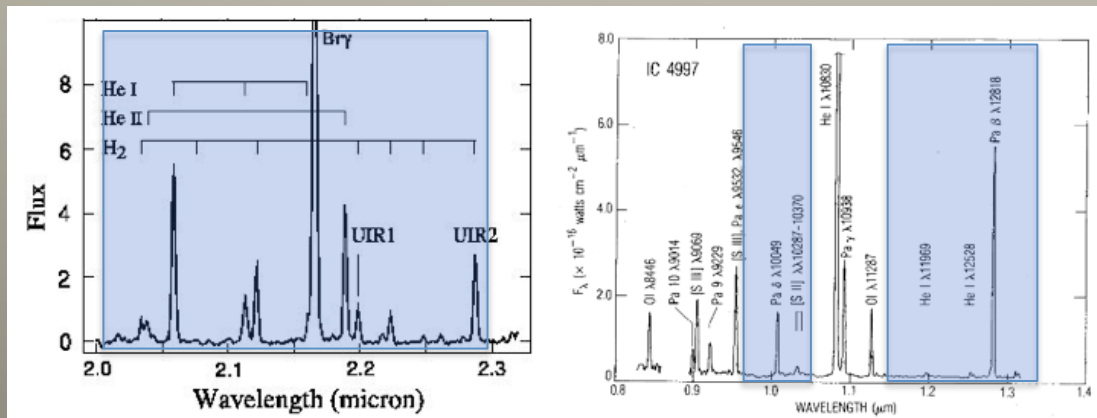 Brγ
He I
He II
H2
UIR1
UIR2
Flux
8
6
4
2
0
2.0
2.1
2.2
2.3
Wavelength (micron)
IC 4997
8.0
6.0
4.0
2.0
0
Fλ (× 10⁻¹⁶ watts cm⁻² μm⁻¹)
OI λ8446
Pa 10 λ9014
[S III] λ9069
Pa 9 λ9229
[S III], Pa ε λ9532 λ9546
Pa δ λ10049
[S II] λλ10287-10370
He I λ10830
Pa γ λ10938
OI λ11287
He I λ11969
He I λ12528
Pa β λ12818
0.8
0.9
1.0
1.1
1.2
1.3
1.4
WAVELENGTH (μm)